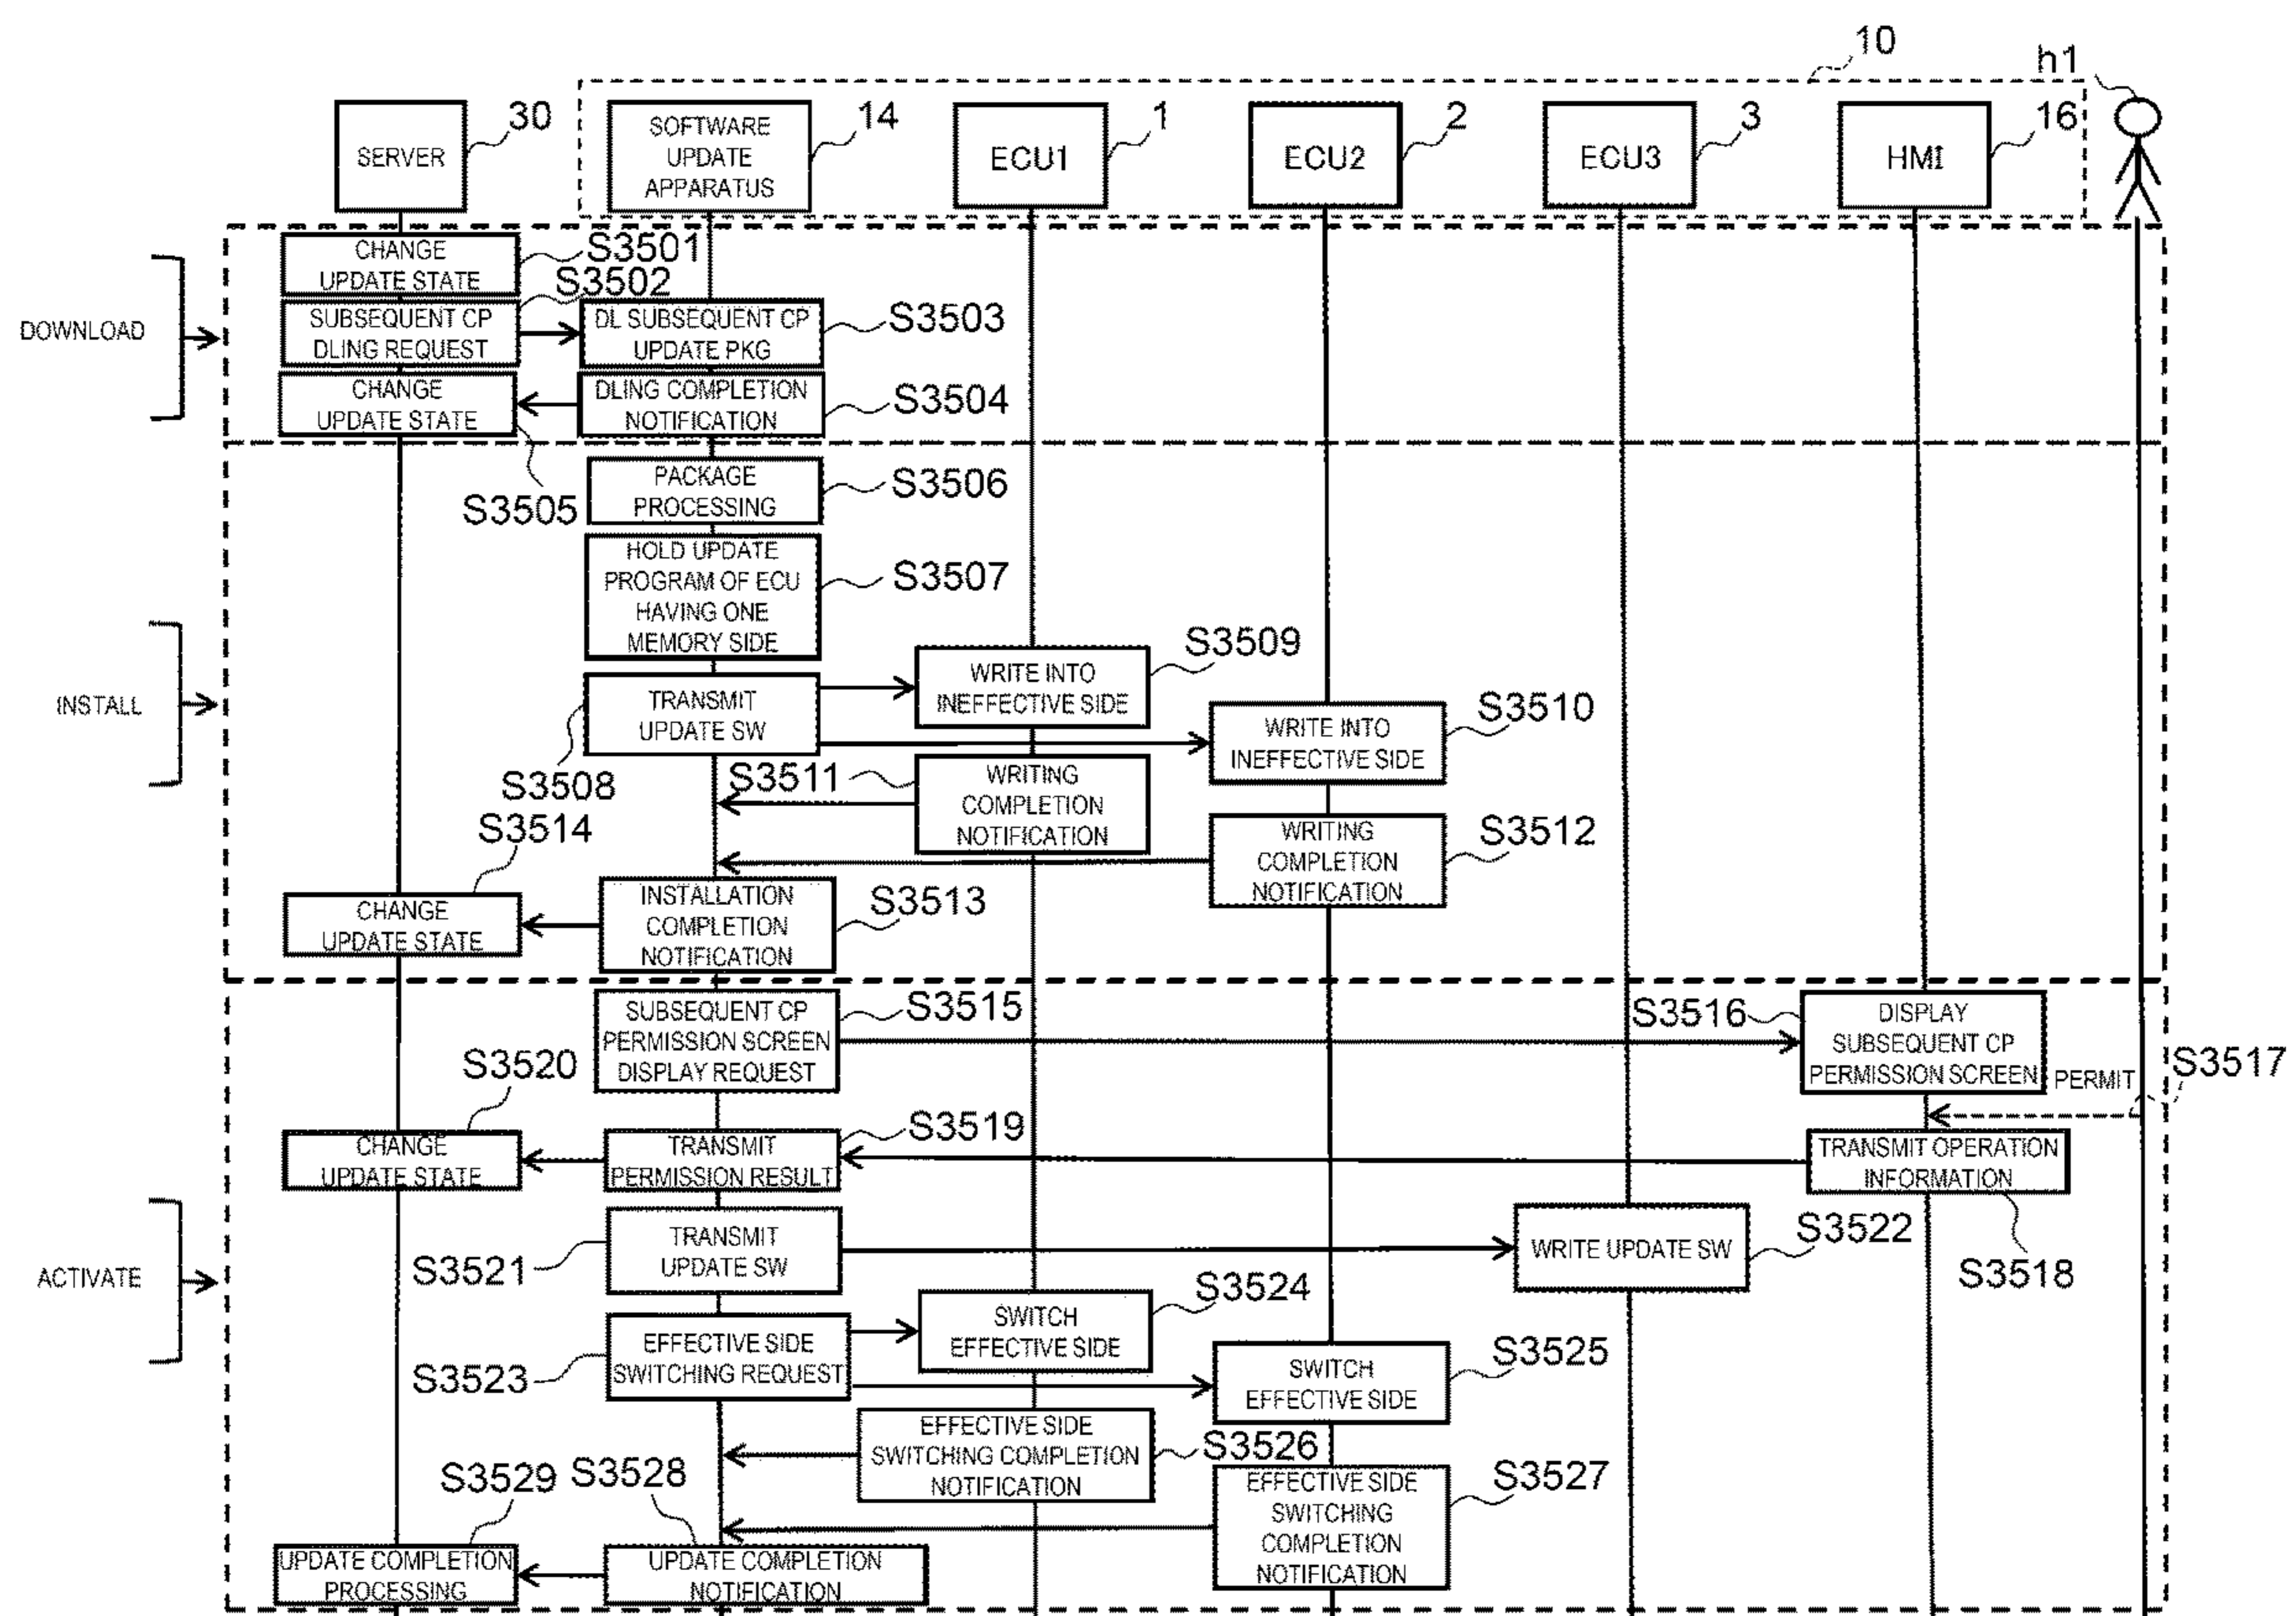 10
h1
SERVER
30
SOFTWARE
UPDATE
APPARATUS
14
ECU1
1
ECU2
2
ECU3
3
HMI
16
DOWNLOAD
CHANGE
UPDATE STATE
S3501
S3502
SUBSEQUENT CP
DLING REQUEST
DL SUBSEQUENT CP
UPDATE PKG
S3503
CHANGE
UPDATE STATE
DLING COMPLETION
NOTIFICATION
S3504
S3505
INSTALL
PACKAGE
PROCESSING
S3506
HOLD UPDATE
PROGRAM OF ECU
HAVING ONE
MEMORY SIDE
S3507
TRANSMIT
UPDATE SW
S3508
WRITE INTO
INEFFECTIVE SIDE
S3509
WRITE INTO
INEFFECTIVE SIDE
S3510
S3511
WRITING
COMPLETION
NOTIFICATION
WRITING
COMPLETION
NOTIFICATION
S3512
S3514
CHANGE
UPDATE STATE
INSTALLATION
COMPLETION
NOTIFICATION
S3513
ACTIVATE
SUBSEQUENT CP
PERMISSION SCREEN
DISPLAY REQUEST
S3515
S3516
DISPLAY
SUBSEQUENT CP
PERMISSION SCREEN
PERMIT
S3517
S3520
CHANGE
UPDATE STATE
TRANSMIT
PERMISSION RESULT
S3519
TRANSMIT OPERATION
INFORMATION
S3518
S3521
TRANSMIT
UPDATE SW
WRITE UPDATE SW
S3522
S3523
EFFECTIVE SIDE
SWITCHING REQUEST
SWITCH
EFFECTIVE SIDE
S3524
SWITCH
EFFECTIVE SIDE
S3525
EFFECTIVE SIDE
SWITCHING COMPLETION
NOTIFICATION
S3526
EFFECTIVE SIDE
SWITCHING
COMPLETION
NOTIFICATION
S3527
S3529
S3528
UPDATE COMPLETION
PROCESSING
UPDATE COMPLETION
NOTIFICATION